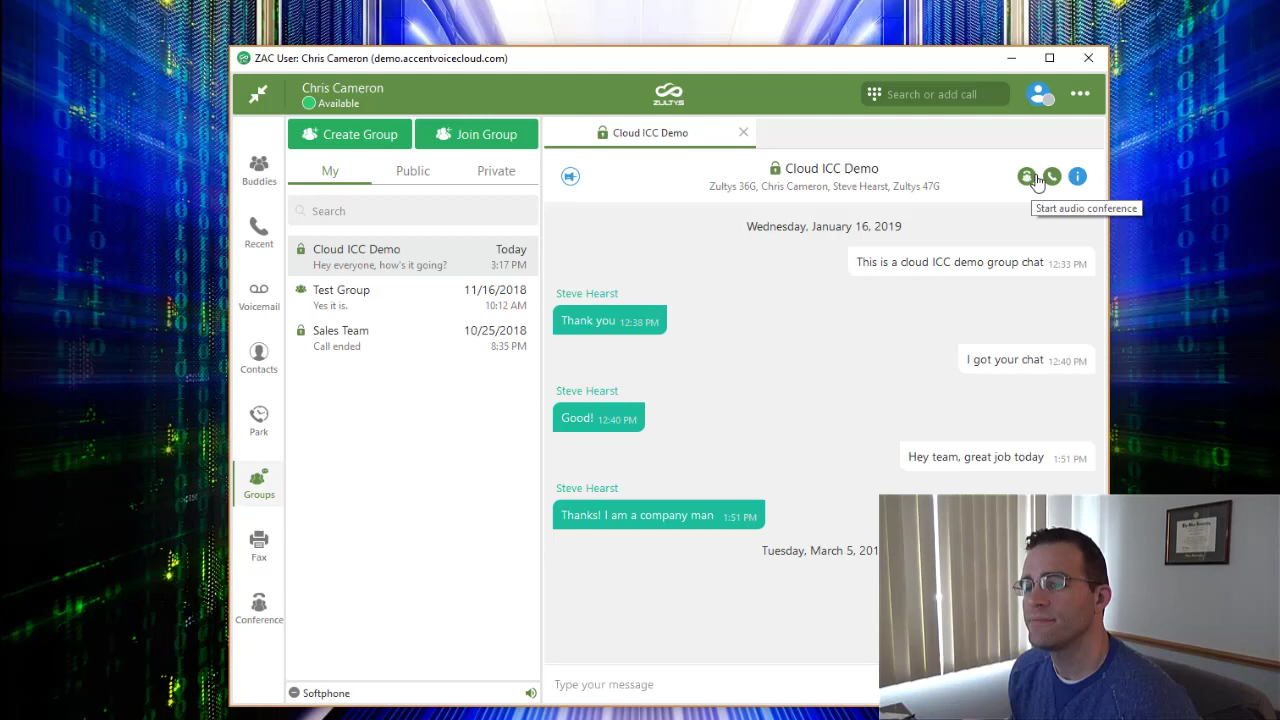 ZAC User: Chris Cameron (demo.accentvoicecloud.com)
Chris Cameron
Available
ZULTYS
Search or add call
Create Group
Join Group
Cloud ICC Demo
Buddies
Recent
Voicemail
Contacts
Park
Groups
Fax
Conference
My
Public
Private
Search
Cloud ICC Demo Today
Hey everyone, how's it going? 3:17 PM
Test Group 11/16/2018
Yes it is. 10:12 AM
Sales Team 10/25/2018
Call ended 8:35 PM
Softphone
Cloud ICC Demo
Zultys 36G, Chris Cameron, Steve Hearst, Zultys 47G
Start audio conference
Wednesday, January 16, 2019
This is a cloud ICC demo group chat 12:33 PM
Steve Hearst
Thank you 12:38 PM
I got your chat 12:40 PM
Steve Hearst
Good! 12:40 PM
Hey team, great job today 1:51 PM
Steve Hearst
Thanks! I am a company man 1:51 PM
Tuesday, March 5, 201
Type your message